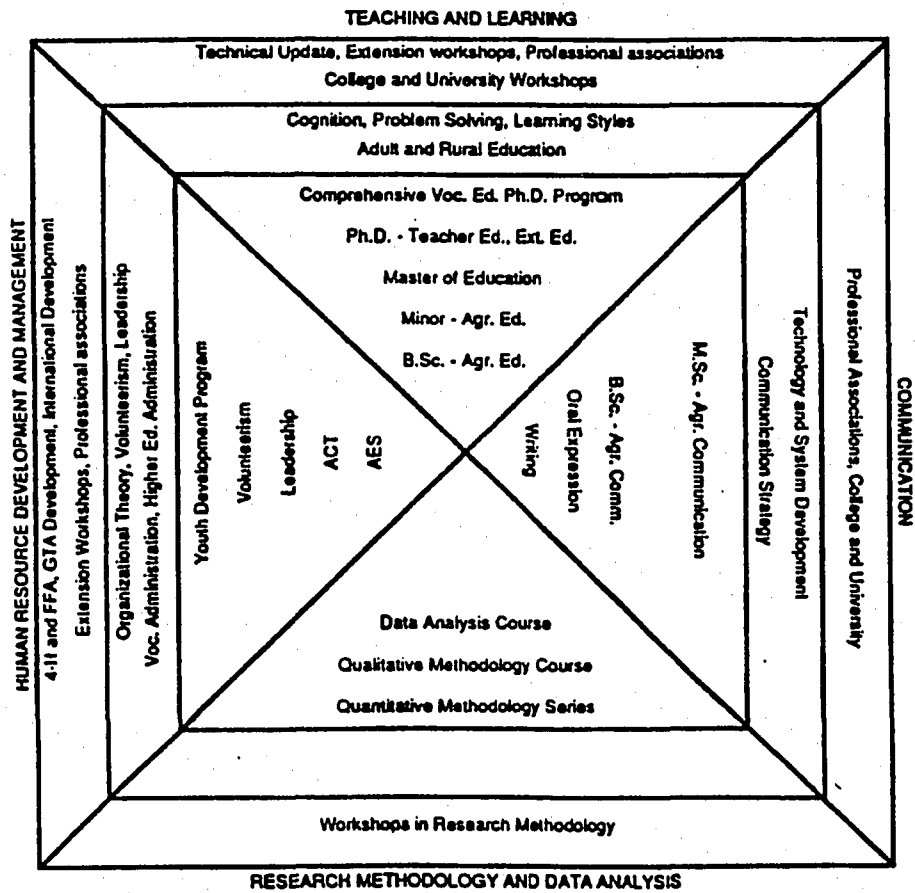 TEACHING AND LEARNING
Technical Update, Extension workshops, Professional associations
College and University Workshops
Cognition, Problem Solving, Learning Styles
Adult and Rural Education
Comprehensive Voc. Ed. Ph.D. Program
Ph.D. - Teacher Ed., Ext. Ed.
Master of Education
Minor - Agr. Ed.
B.Sc. - Agr. Ed.
HUMAN RESOURCE DEVELOPMENT AND MANAGEMENT
4-H and FFA, GTA Development, International Development
Extension Workshops, Professional associations
Organizational Theory, Volunteerism, Leadership
Voc. Administration, Higher Ed. Administration
Youth Development Program
Volunteerism
Leadership
ACT
AES
Writing
Oral Expression
B.Sc. - Agr. Comm.
M.Sc. - Agr. Communication
Communication Strategy
Technology and System Development
Professional Associations, College and University
COMMUNICATION
Data Analysis Course
Qualitative Methodology Course
Quantitative Methodology Series
Workshops in Research Methodology
RESEARCH METHODOLOGY AND DATA ANALYSIS